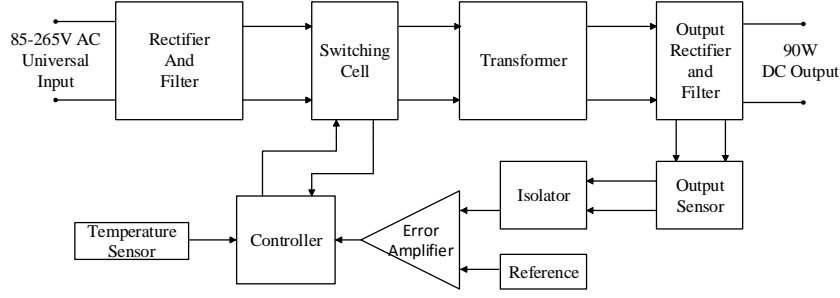 85-265V AC
Universal
Input
Rectifier
And
Filter
Switching
Cell
Transformer
Output
Rectifier
and
Filter
90W
DC Output
Temperature
Sensor
Controller
Error
Amplifier
Isolator
Reference
Output
Sensor